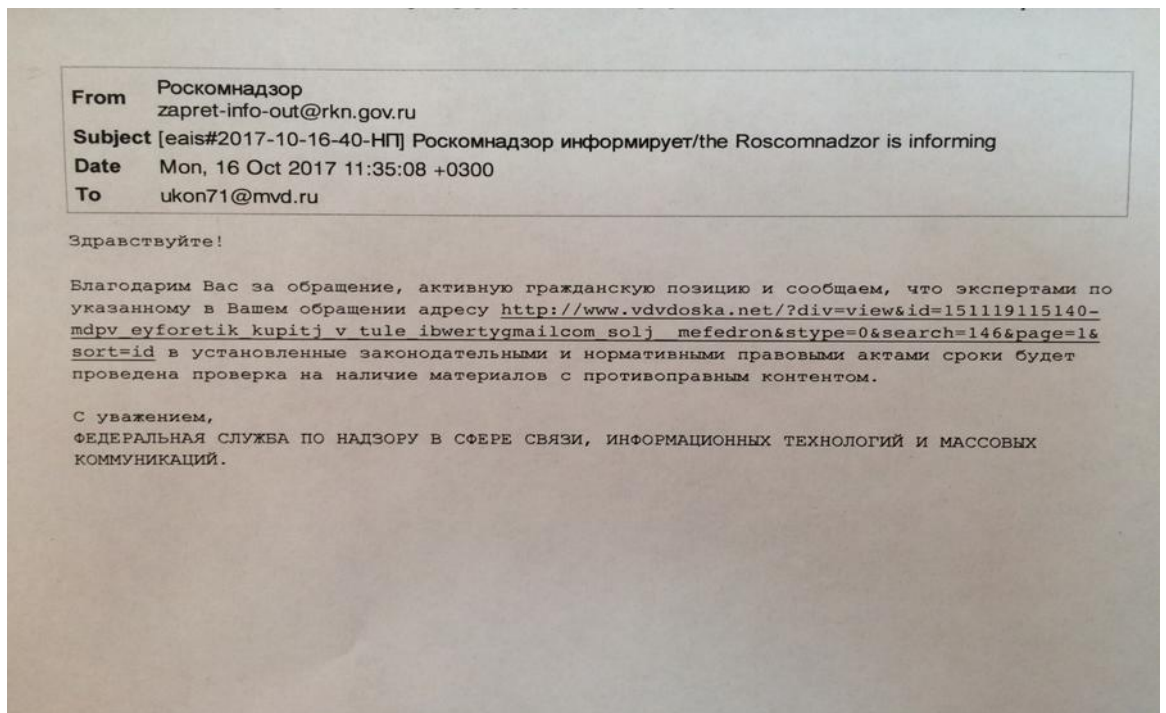 From Роскомнадзор
zapret-info-out@rkn.gov.ru
Subject [eais#2017-10-16-40-НП] Роскомнадзор информирует/the Roscomnadzor is informing
Date Mon, 16 Oct 2017 11:35:08 +0300
To ukon71@mvd.ru
Здравствуйте!
Благодарим Вас за обращение, активную гражданскую позицию и сообщаем, что экспертами по
указанному в Вашем обращении адресу http://www.vdvdoska.net/?div=view&id=151119115140-
mdpv_eyforetik_kupitj_v_tule_ibwertygmailcom_solj__mefedron&stype=0&search=146&page=1&
sort=id в установленные законодательными и нормативными правовыми актами сроки будет
проведена проверка на наличие материалов с противоправным контентом.
С уважением,
ФЕДЕРАЛЬНАЯ СЛУЖБА ПО НАДЗОРУ В СФЕРЕ СВЯЗИ, ИНФОРМАЦИОННЫХ ТЕХНОЛОГИЙ И МАССОВЫХ
КОММУНИКАЦИЙ.